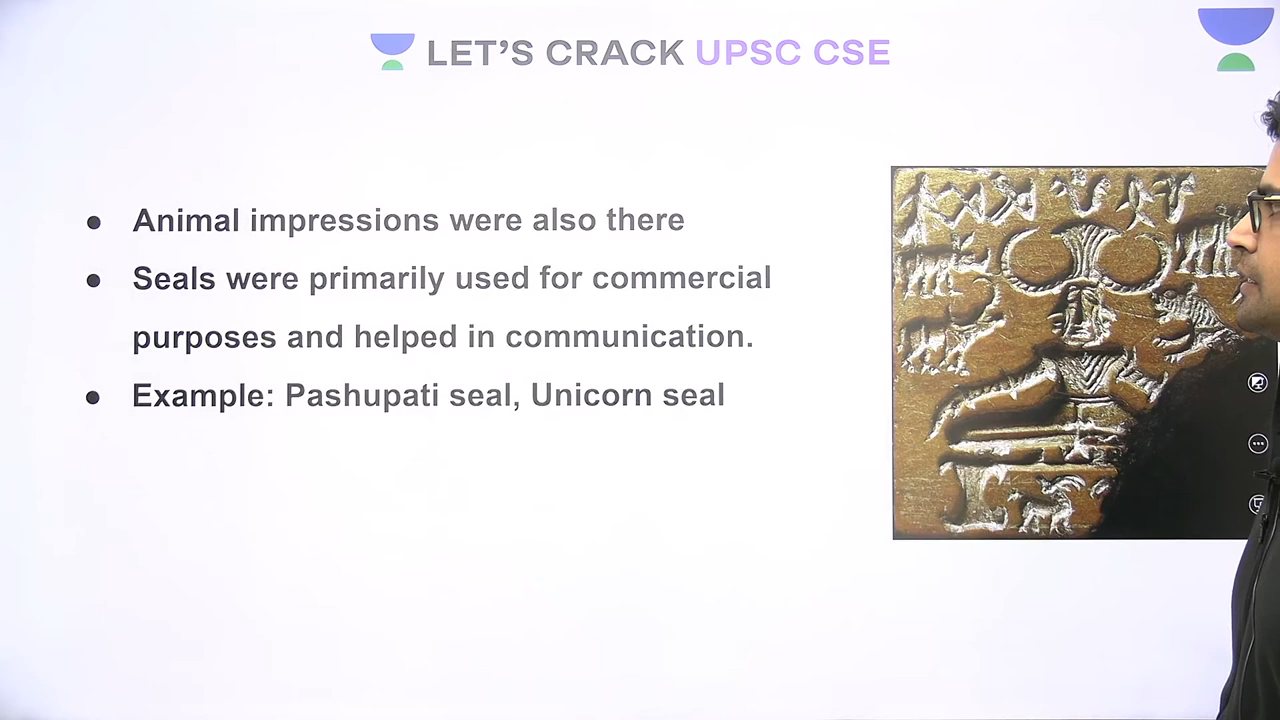 LET'S CRACK UPSC CSE
● Animal impressions were also there
● Seals were primarily used for commercial
purposes and helped in communication.
● Example: Pashupati seal, Unicorn seal